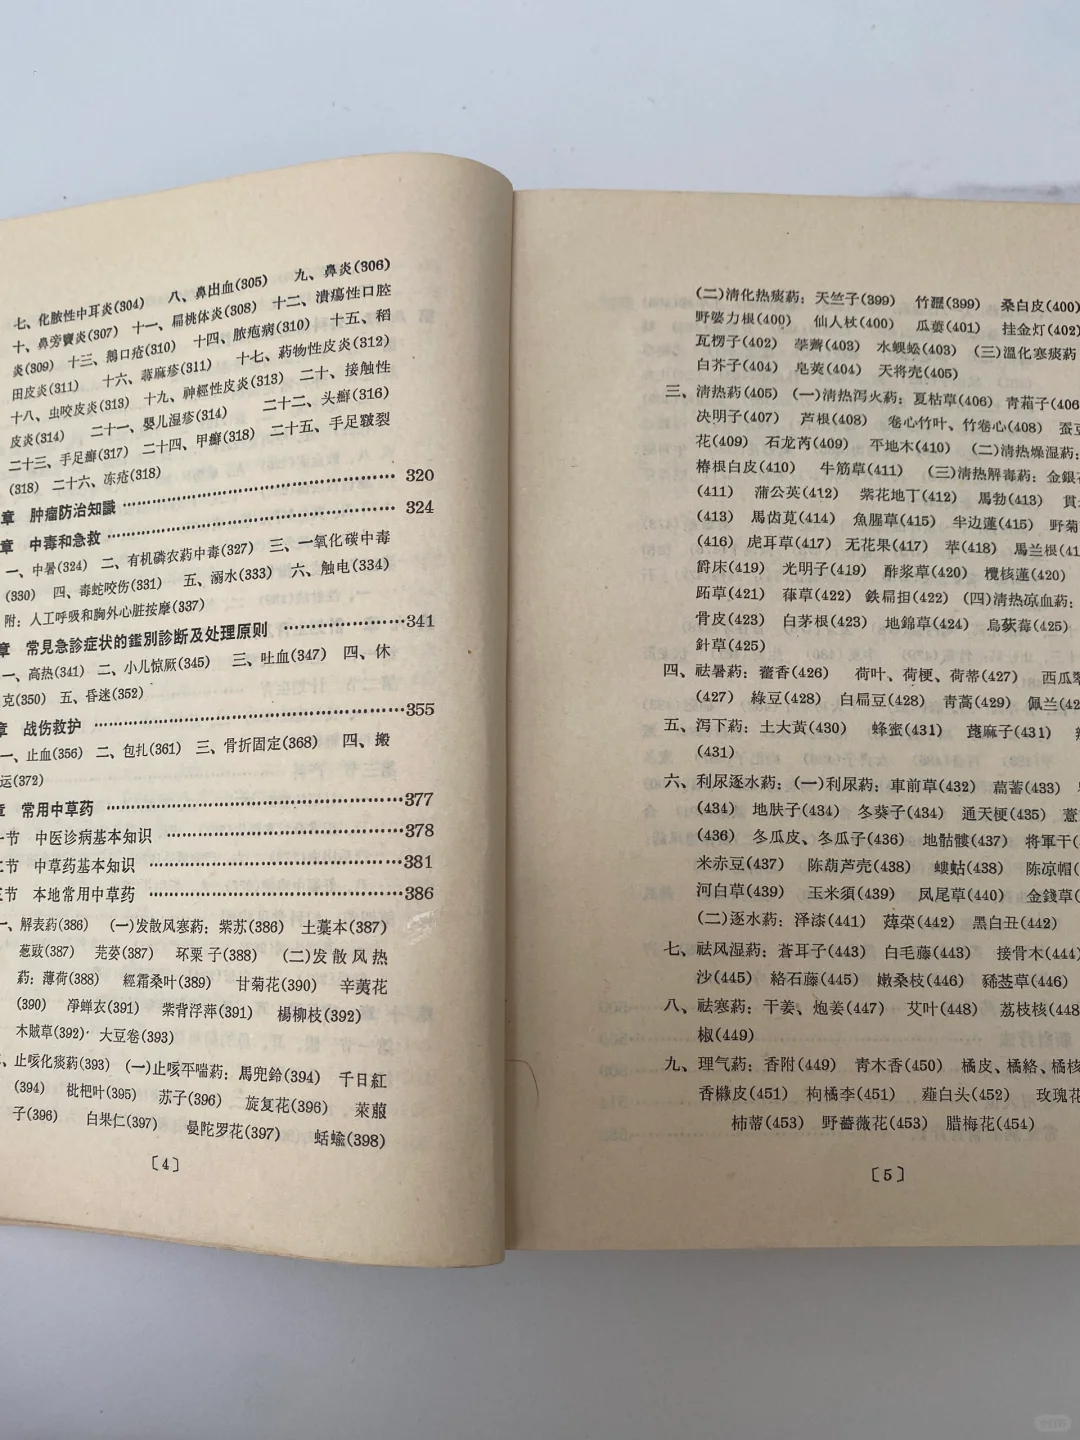 七、化脓性中耳炎(304) 八、鼻出血(305) 九、鼻炎(306)
十、鼻旁竇炎(307) 十一、扁桃体炎(308) 十二、潰瘍性口腔
炎(309) 十三、鵝口疮(310) 十四、脓疱病(310) 十五、稻
田皮炎(311) 十六、蕁麻疹(311) 十七、葯物性皮炎(312)
十八、虫咬皮炎(313) 十九、神經性皮炎(313) 二十、接触性
皮炎(314) 二十一、嬰儿湿疹(314) 二十二、头癣(316)
二十三、手足癣(317) 二十四、甲癣(318) 二十五、手足皲裂
(318) 二十六、冻疮(318)
章 肿瘤防治知識 320
章 中毒和急救 324
一、中暑(324) 二、有机磷农葯中毒(327) 三、一氧化碳中毒
(330) 四、毒蛇咬伤(331) 五、溺水(333) 六、触电(334)
附：人工呼吸和胸外心脏按摩(337)
章 常見急診症状的鑑別診断及处理原则 341
一、高热(341) 二、小儿惊厥(345) 三、吐血(347) 四、休
克(350) 五、昏迷(352)
章 战伤救护 355
一、止血(356) 二、包扎(361) 三、骨折固定(368) 四、搬
运(372)
章 常用中草药 377
节 中医诊病基本知识 378
节 中草药基本知识 381
节 本地常用中草药 386
一、解表药(386) (一)发散风寒葯：紫苏(386) 土藁本(387)
葱豉(387) 芫荽(387) 环粟子(388) (二)发散风热
葯：薄荷(388) 經霜桑叶(389) 甘菊花(390) 辛荑花
(390) 凈蝉衣(391) 紫背浮萍(391) 楊柳枝(392)
木贼草(392) 大豆卷(393)
、止咳化痰葯(393) (一)止咳平喘葯：馬兜鈴(394) 千日紅
(394) 枇杷叶(395) 苏子(396) 旋复花(396) 萊菔
子(396) 白果仁(397) 曼陀罗花(397) 蛞蝓(398)
〔4〕
(二)清化热痰葯：天竺子(399) 竹瀝(399) 桑白皮(400)
野婆力根(400) 仙人杖(400) 瓜蔞(401) 挂金灯(402)
瓦楞子(402) 荸薺(403) 水蜈蚣(403) (三)溫化寒痰葯
白芥子(404) 皂荚(404) 天将壳(405)
三、清热葯(405) (一)清热泻火葯：夏枯草(406) 青葙子(406
决明子(407) 芦根(408) 卷心竹叶、竹卷心(408) 蚕豆
花(409) 石龙芮(409) 平地木(410) (二)清热燥湿葯：
椿根白皮(410) 牛筋草(411) (三)清热解毒葯：金銀花
(411) 蒲公英(412) 紫花地丁(412) 馬勃(413)
(413) 馬齿莧(414) 魚腥草(415) 半边蓮(415) 野菊
(416) 虎耳草(417) 无花果(417) 苹(418) 馬兰根(41
爵床(419) 光明子(419) 酢浆草(420) 欖核蓮(420)
草(421) 葎草(422) 鉄扁担(422) (四)清热凉血葯：
骨皮(423) 白茅根(423) 地錦草(424) 烏蔹莓(425)
針草(425)
四、祛暑葯：藿香(426) 荷叶、荷梗、荷蒂(427) 西瓜翠
(427) 綠豆(428) 白扁豆(428) 青蒿(429) 佩兰(42
五、泻下葯：土大黃(430) 蜂蜜(431) 蓖麻子(431)
(431)
六、利尿逐水葯：(一)利尿葯：車前草(432) 萹蓄(433)
(434) 地肤子(434) 冬葵子(434) 通天梗(435) 薏
(436) 冬瓜皮、冬瓜子(436) 地骷髏(437) 将軍干(
米赤豆(437) 陈葫芦壳(438) 螻蛄(438) 陈凉帽(
河白草(439) 玉米須(439) 凤尾草(440) 金錢草(
(二)逐水葯：泽漆(441) 蕣荣(442) 黑白丑(442)
七、祛风湿葯：蒼耳子(443) 白毛藤(443) 接骨木(444)
沙(445) 絡石藤(445) 嫩桑枝(446) 豨莶草(446)
八、祛寒葯：干姜、炮姜(447) 艾叶(448) 荔枝核(448
椒(449)
九、理气葯：香附(449) 青木香(450) 橘皮、橘絡、橘核
香櫞皮(451) 枸橘李(451) 薤白头(452) 玫瑰花
柿蒂(453) 野薔薇花(453) 腊梅花(454)
〔5〕